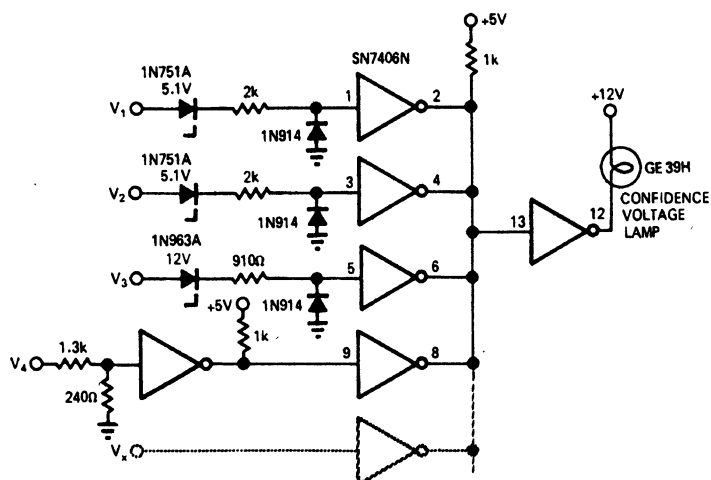 +5V
SN7406N
1k
1N751A
5.1V
2k
V1
1
2
1N914
+12V
1N751A
5.1V
2k
V2
3
4
1N914
GE 39H
CONFIDENCE
VOLTAGE
LAMP
13
12
1N963A
12V
910Ω
V3
5
6
1N914
+5V
1k
V4
1.3k
9
8
240Ω
Vx